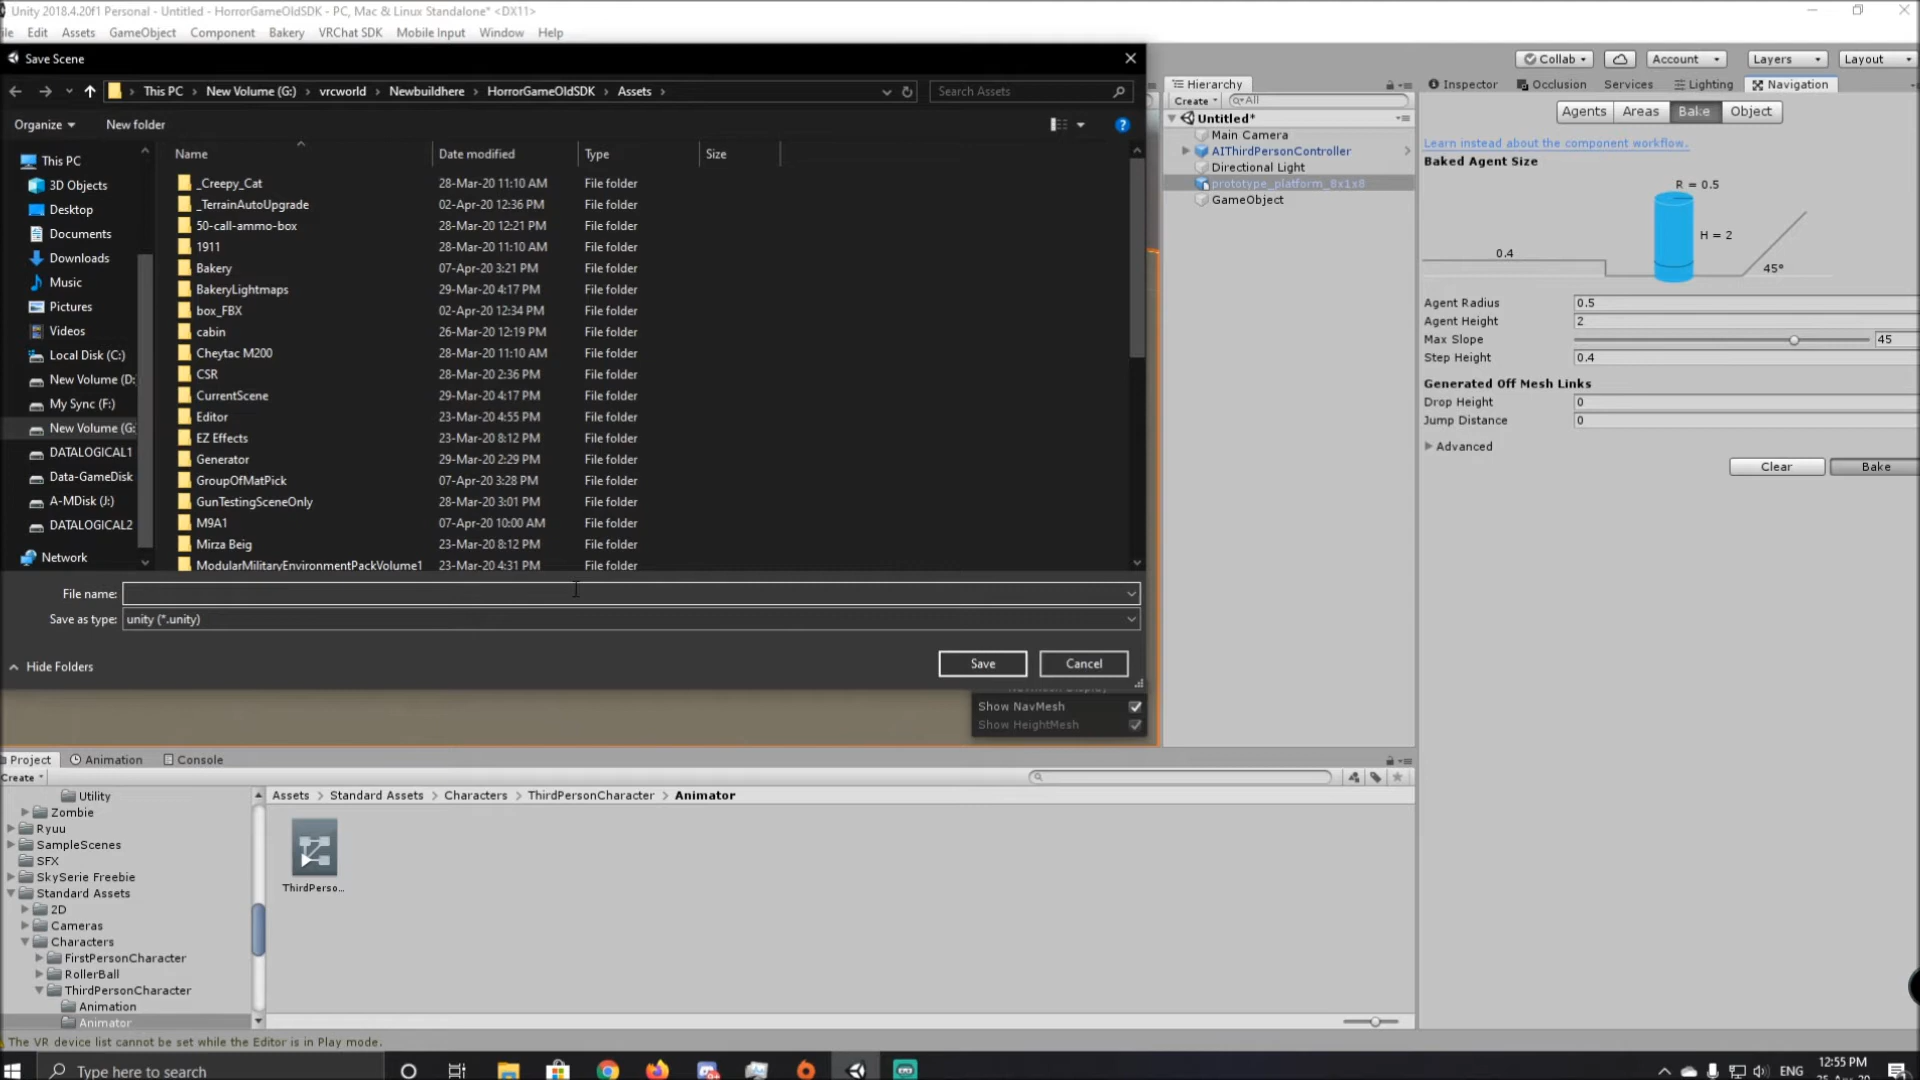 Unity 2018.4.20f1 Personal - Untitled - HorrorGameOldSDK - PC, Mac & Linux Standalone* <DX11>
ile Edit Assets GameObject Component Bakery VRChat SDK Mobile Input Window Help
Save Scene
This PC > New Volume (G:) > vrcworld > Newbuildhere > HorrorGameOldSDK > Assets >
Search Assets
Organize
New folder
This PC
3D Objects
Desktop
Documents
Downloads
Music
Pictures
Videos
Local Disk (C:)
New Volume (D:
My Sync (F:)
New Volume (G:
DATALOGICAL1
Data-GameDisk
A-MDisk (J:)
DATALOGICAL2
Network
Name Date modified Type Size
_Creepy_Cat 28-Mar-20 11:10 AM File folder
_TerrainAutoUpgrade 02-Apr-20 12:36 PM File folder
50-call-ammo-box 28-Mar-20 12:21 PM File folder
1911 28-Mar-20 11:10 AM File folder
Bakery 07-Apr-20 3:21 PM File folder
BakeryLightmaps 29-Mar-20 4:17 PM File folder
box_FBX 02-Apr-20 12:34 PM File folder
cabin 26-Mar-20 12:19 PM File folder
Cheytac M200 28-Mar-20 11:10 AM File folder
CSR 28-Mar-20 2:36 PM File folder
CurrentScene 29-Mar-20 4:17 PM File folder
Editor 23-Mar-20 4:55 PM File folder
EZ Effects 23-Mar-20 8:12 PM File folder
Generator 29-Mar-20 2:29 PM File folder
GroupOfMatPick 07-Apr-20 3:28 PM File folder
GunTestingSceneOnly 28-Mar-20 3:01 PM File folder
M9A1 07-Apr-20 10:00 AM File folder
Mirza Beig 23-Mar-20 8:12 PM File folder
ModularMilitaryEnvironmentPackVolume1 23-Mar-20 4:31 PM File folder
File name:
Save as type: unity (*.unity)
Hide Folders
Save
Cancel
Show NavMesh
Show HeightMesh
Collab
Account
Layers
Layout
Hierarchy
Create
All
Untitled*
Main Camera
AIThirdPersonController
Directional Light
prototype_platform_8x1x8
GameObject
Inspector Occlusion Services Lighting Navigation
Agents Areas Bake Object
Learn instead about the component workflow.
Baked Agent Size
R = 0.5
H = 2
0.4
45°
Agent Radius 0.5
Agent Height 2
Max Slope 45
Step Height 0.4
Generated Off Mesh Links
Drop Height 0
Jump Distance 0
Advanced
Clear Bake
Project Animation Console
Create
Utility
Zombie
Ryuu
SampleScenes
SFX
SkySerie Freebie
Standard Assets
2D
Cameras
Characters
FirstPersonCharacter
RollerBall
ThirdPersonCharacter
Animation
Animator
Assets > Standard Assets > Characters > ThirdPersonCharacter > Animator
ThirdPerso...
The VR device list cannot be set while the Editor is in Play mode.
Type here to search
ENG
12:55 PM